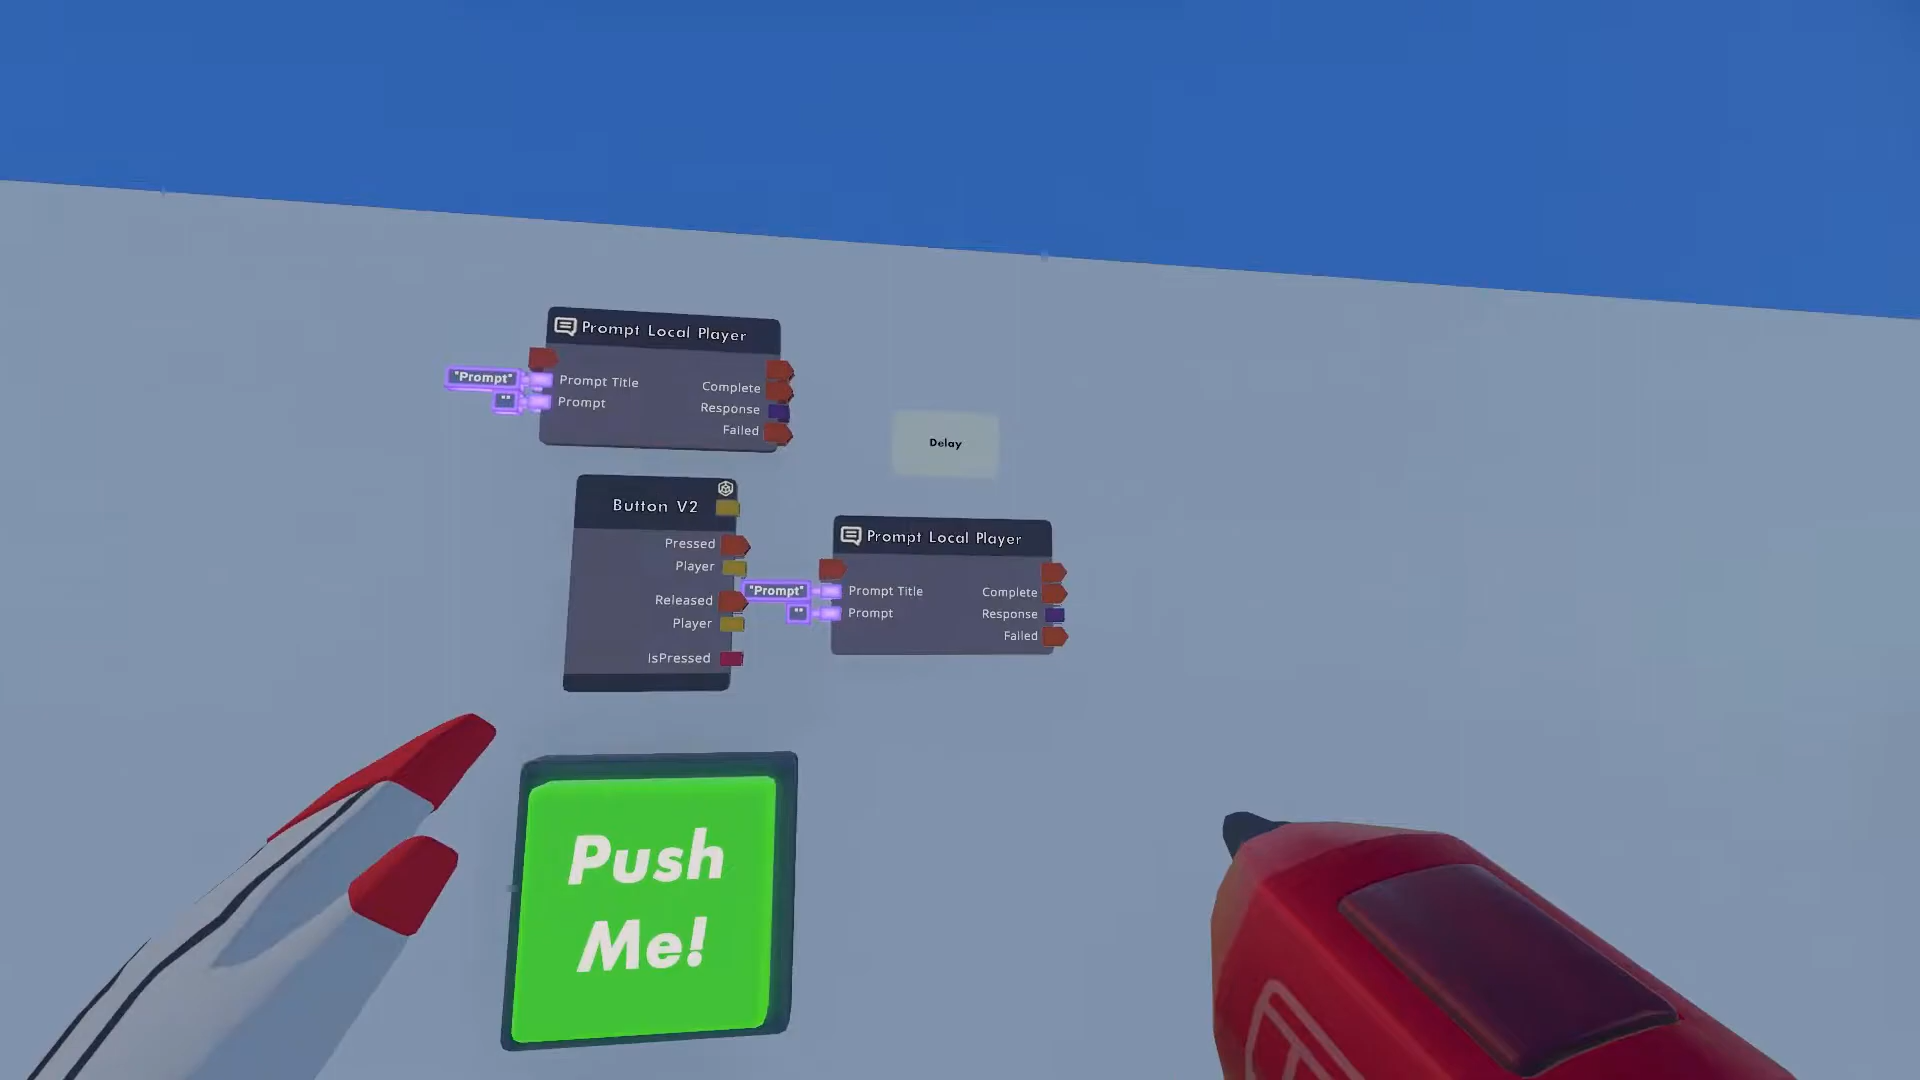 Prompt Local Player
"Prompt"
Prompt Title
Complete
""
Prompt
Response
Failed
Delay
Button V2
Pressed
Player
Released
Player
IsPressed
Prompt Local Player
"Prompt"
Prompt Title
Complete
""
Prompt
Response
Failed
Push
Me!